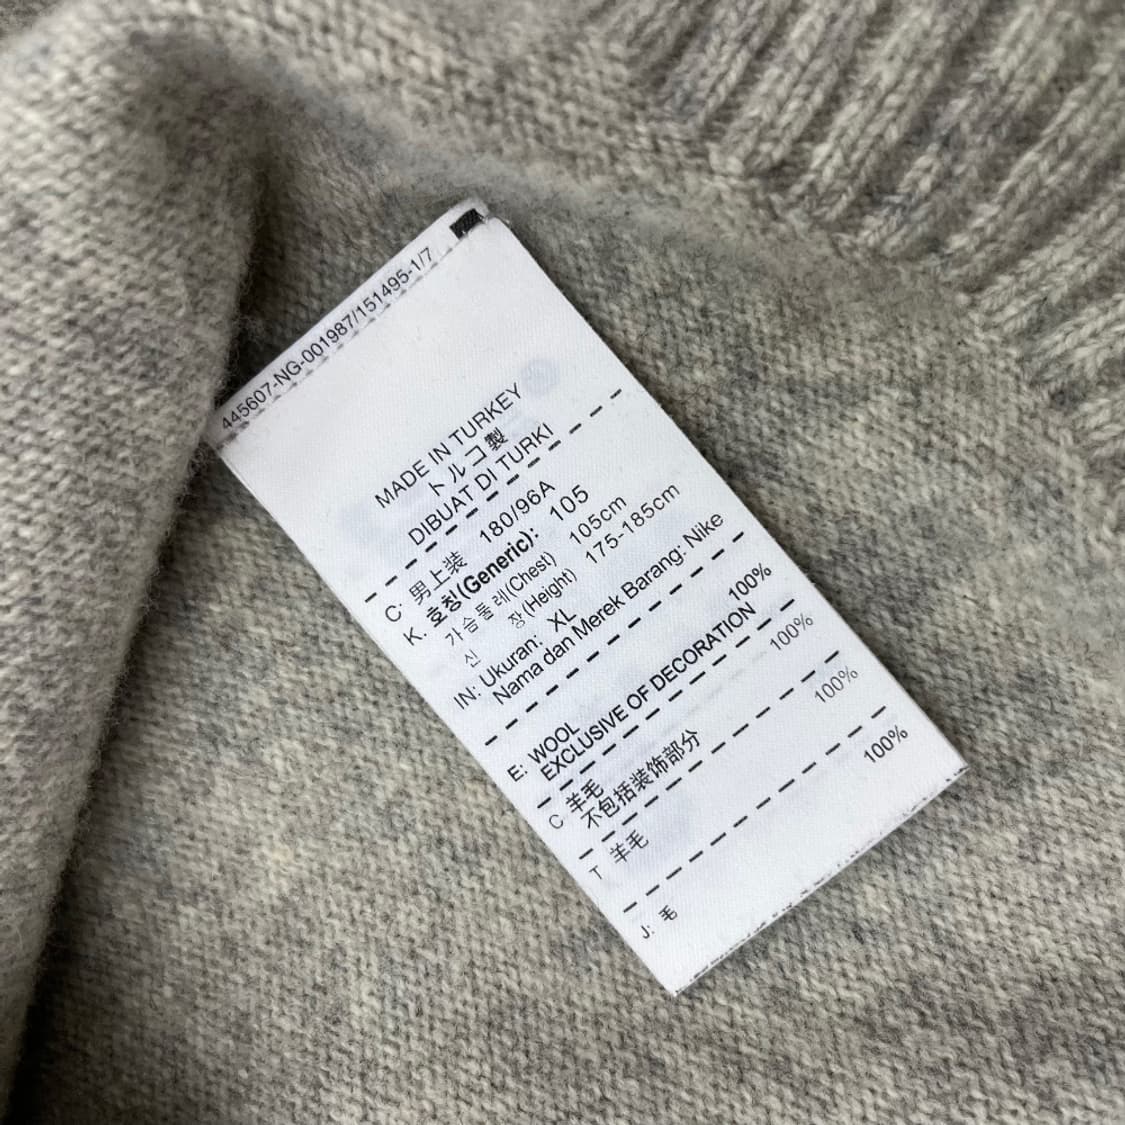 445607-NG-001987/151495-1/7
MADE IN TURKEY
トルコ製
DIBUAT DI TURKI
C: 男上装 180/96A
K. 호칭(Generic): 105
가슴둘레(Chest) 105cm
신 장(Height) 175-185cm
IN: Ukuran: XL
Nama dan Merek Barang: Nike
E: WOOL 100%
EXCLUSIVE OF DECORATION
C 羊毛 100%
不包括装饰部分
T 羊毛 100%
J: 毛 100%